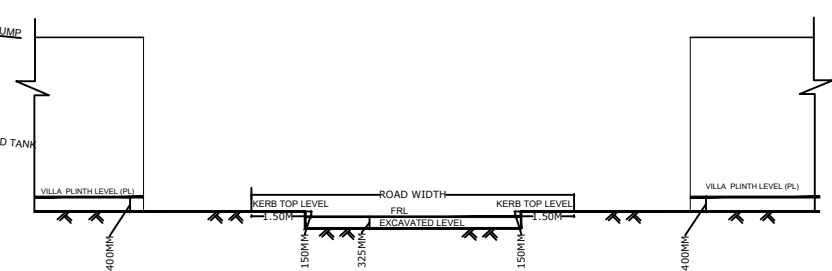 UMP
D TANK
VILLA PLINTH LEVEL (PL)
VILLA PLINTH LEVEL (PL)
ROAD WIDTH
KERB TOP LEVEL
KERB TOP LEVEL
FRL
1.50M
1.50M
EXCAVATED LEVEL
400MM
150MM
325MM
150MM
400MM